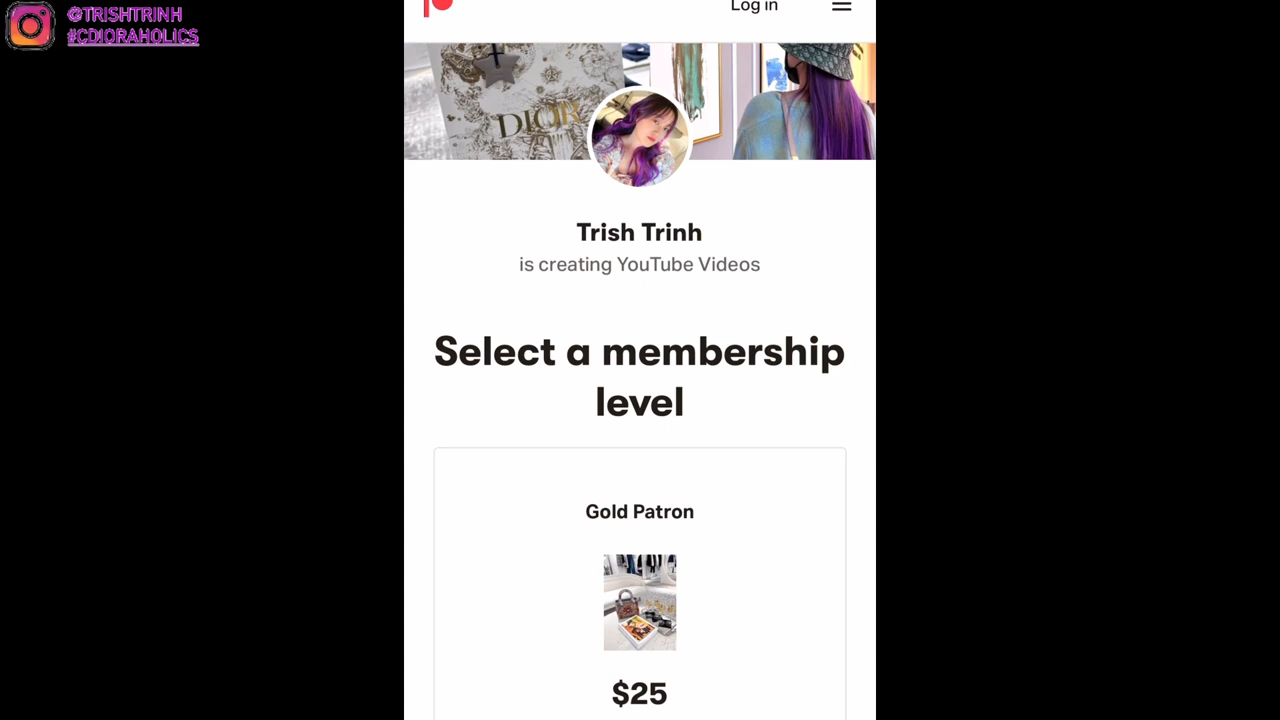 @TRISHTRINH
#CDIORAHOLICS
Log in
DIOR
Trish Trinh
is creating YouTube Videos
Select a membership
level
Gold Patron
$25